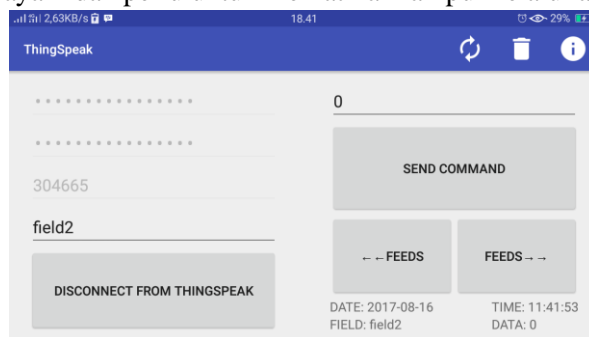 2,63KB/s 18.41 29%
ThingSpeak
................
................
304665
field2
DISCONNECT FROM THINGSPEAK
0
SEND COMMAND
←←FEEDS
FEEDS→→
DATE: 2017-08-16 TIME: 11:41:53
FIELD: field2 DATA: 0